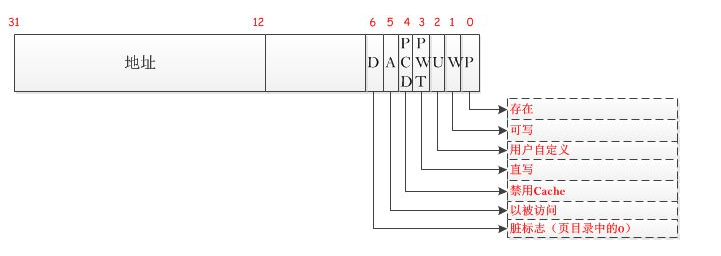 31 12 6 5 4 3 2 1 0
地址 D A PCD PWT U W P
存在
可写
用户自定义
直写
禁用Cache
以被访问
脏标志（页目录中的0）